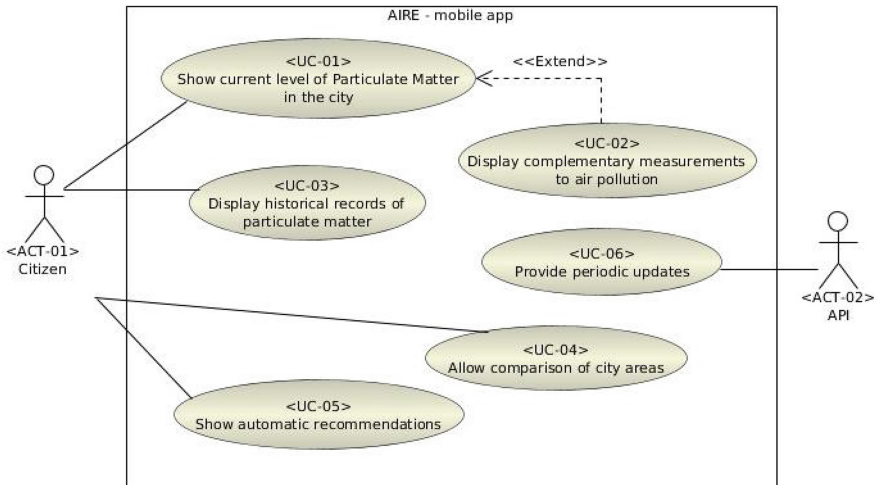 AIRE - mobile app
<UC-01>
Show current level of Particulate Matter
in the city
<<Extend>>
<UC-02>
Display complementary measurements
to air pollution
<UC-03>
Display historical records of
particulate matter
<ACT-01>
Citizen
<UC-06>
Provide periodic updates
<ACT-02>
API
<UC-04>
Allow comparison of city areas
<UC-05>
Show automatic recommendations